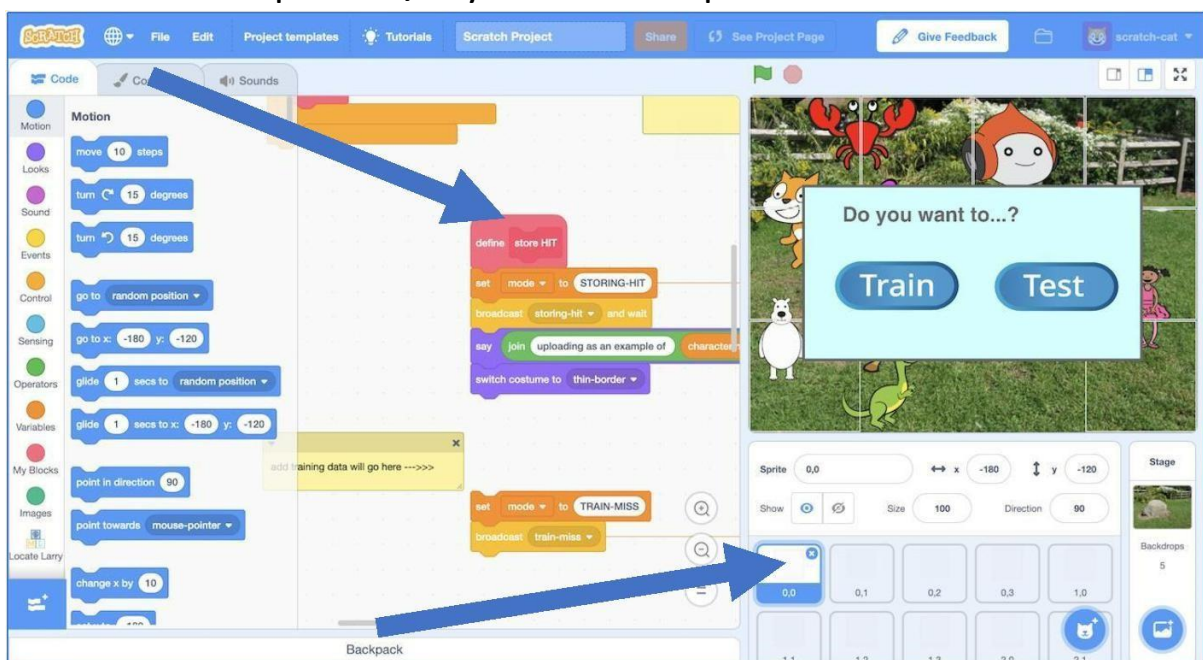 SCRATCH File Edit Project templates Tutorials Scratch Project Share See Project Page Give Feedback scratch-cat
Code Sounds
Motion
Looks
Sound
Events
Control
Sensing
Operators
Variables
My Blocks
Images
Locate Larry
Motion
move 10 steps
turn 15 degrees
turn 15 degrees
go to random position
go to x: -180 y: -120
glide 1 secs to random position
glide 1 secs to x: -180 y: -120
point in direction 90
point towards mouse-pointer
change x by 10
define store HIT
set mode to STORING-HIT
broadcast storing-hit and wait
say join uploading as an example of
switch costume to thin-border
add training data will go here --->>>
set mode to TRAIN-MISS
broadcast train-miss
Backpack
Do you want to...?
Train Test
Sprite 0,0 x -180 y -120
Show Size 100 Direction 90
0,0 0,1 0,2 0,3 1,0
Stage
Backdrops
5